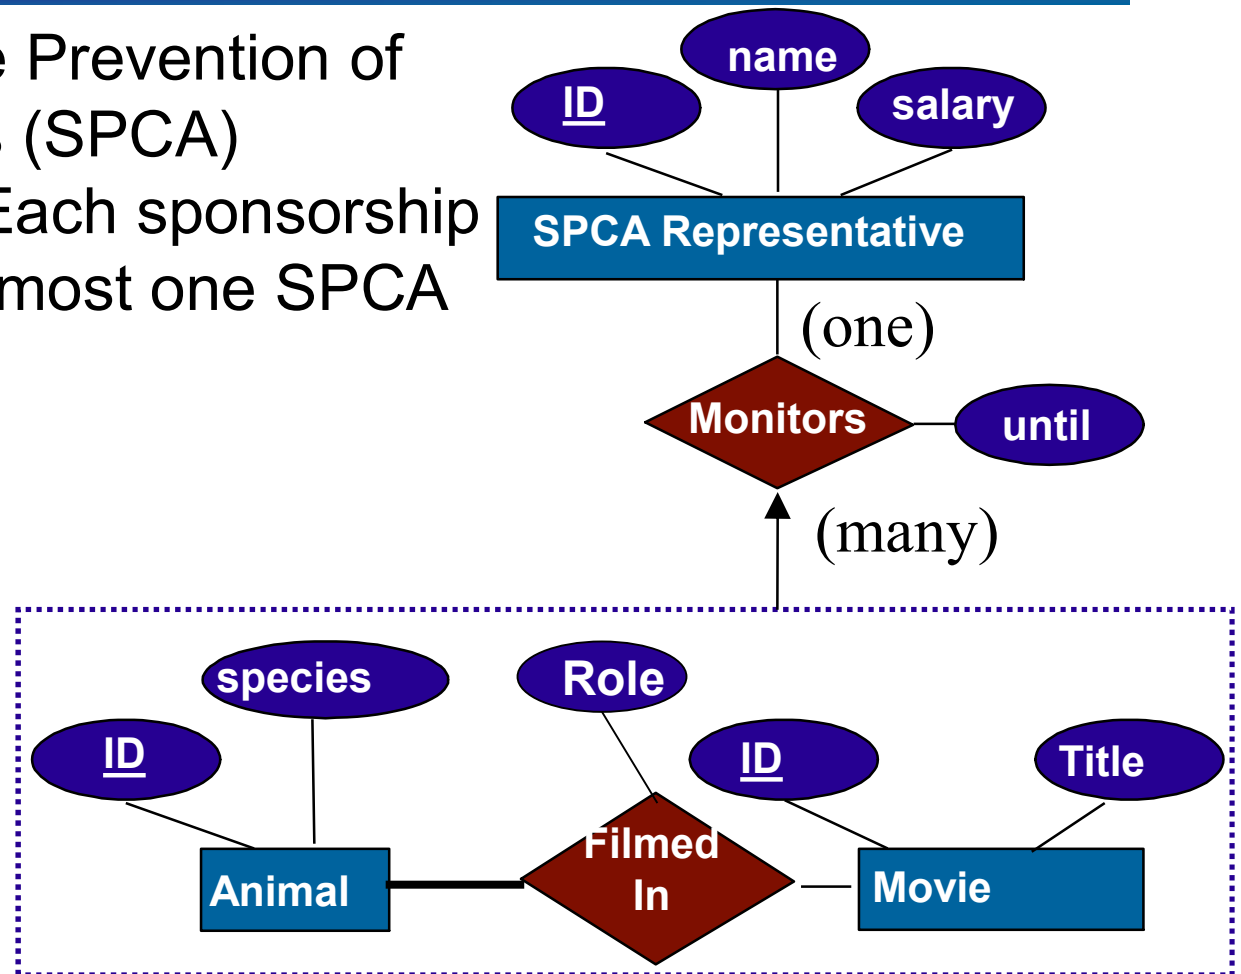 e Prevention of
s (SPCA)
Each sponsorship
most one SPCA
name
ID
salary
SPCA Representative
(one)
Monitors
until
(many)
species
Role
ID
ID
Title
Filmed
In
Animal
Movie